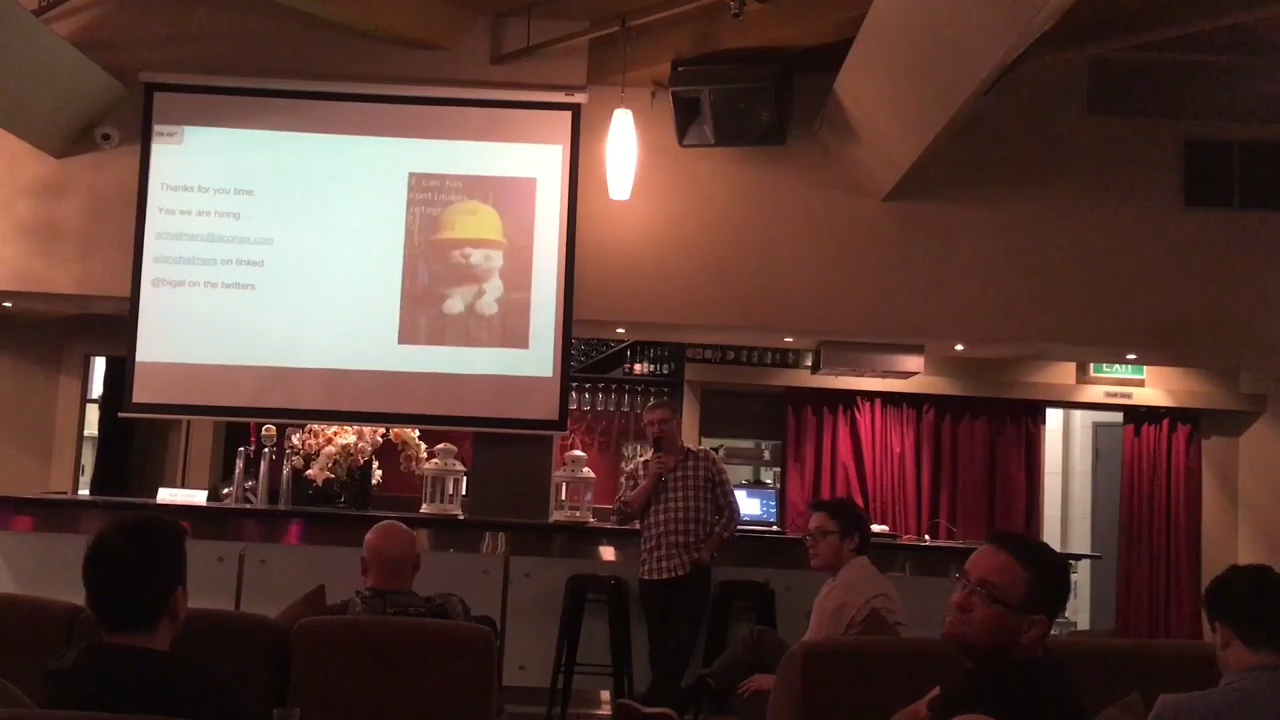 Thanks for you time.
Yes we are hiring
achalmers@aconex.com
alanchalmers on linked
@bigal on the twitters
I can has
continuous
EXIT